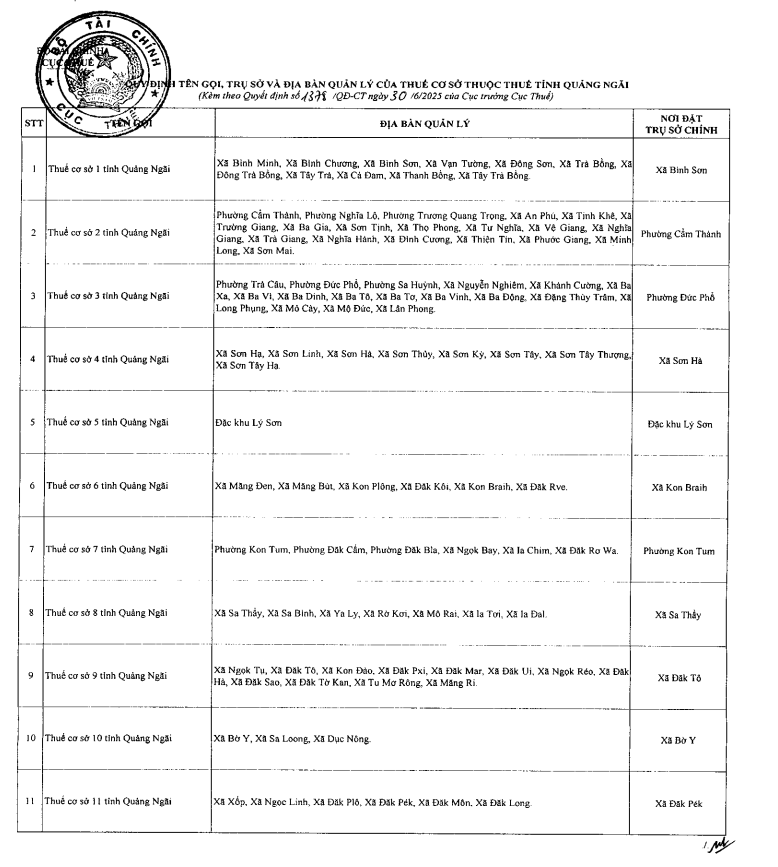 BỘ TÀI CHÍNH
CỤC THUẾ
QUY ĐỊNH TÊN GỌI, TRỤ SỞ VÀ ĐỊA BÀN QUẢN LÝ CỦA THUẾ CƠ SỞ THUỘC THUẾ TỈNH QUẢNG NGÃI
(Kèm theo Quyết định số 1378 /QĐ-CT ngày 30 /6/2025 của Cục trưởng Cục Thuế)
STT TÊN GỌI ĐỊA BÀN QUẢN LÝ NƠI ĐẶT
TRỤ SỞ CHÍNH
1 Thuế cơ sở 1 tỉnh Quảng Ngãi
Xã Bình Minh, Xã Bình Chương, Xã Bình Sơn, Xã Vạn Tường, Xã Đông Sơn, Xã Trà Bồng, Xã
Đông Trà Bồng, Xã Tây Trà, Xã Cà Đam, Xã Thanh Bồng, Xã Tây Trà Bồng.
Xã Bình Sơn
2 Thuế cơ sở 2 tỉnh Quảng Ngãi
Phường Cẩm Thành, Phường Nghĩa Lộ, Phường Trương Quang Trọng, Xã An Phú, Xã Tịnh Khê, Xã
Trường Giang, Xã Ba Gia, Xã Sơn Tịnh, Xã Thọ Phong, Xã Tư Nghĩa, Xã Vệ Giang, Xã Nghĩa
Giang, Xã Trà Giang, Xã Nghĩa Hành, Xã Đình Cương, Xã Thiện Tín, Xã Phước Giang, Xã Minh
Long, Xã Sơn Mai.
Phường Cẩm Thành
3 Thuế cơ sở 3 tỉnh Quảng Ngãi
Phường Trà Câu, Phường Đức Phổ, Phường Sa Huỳnh, Xã Nguyễn Nghiêm, Xã Khánh Cường, Xã Ba
Xa, Xã Ba Vì, Xã Ba Dinh, Xã Ba Tô, Xã Ba Tơ, Xã Ba Vinh, Xã Ba Động, Xã Đặng Thùy Trâm, Xã
Long Phụng, Xã Mỏ Cày, Xã Mộ Đức, Xã Lân Phong.
Phường Đức Phổ
4 Thuế cơ sở 4 tỉnh Quảng Ngãi
Xã Sơn Hạ, Xã Sơn Linh, Xã Sơn Hà, Xã Sơn Thủy, Xã Sơn Kỳ, Xã Sơn Tây, Xã Sơn Tây Thượng,
Xã Sơn Tây Hạ.
Xã Sơn Hà
5 Thuế cơ sở 5 tỉnh Quảng Ngãi Đặc khu Lý Sơn Đặc khu Lý Sơn
6 Thuế cơ sở 6 tỉnh Quảng Ngãi Xã Măng Đen, Xã Măng Bút, Xã Kon Plông, Xã Đăk Kôi, Xã Kon Braih, Xã Đăk Rve. Xã Kon Braih
7 Thuế cơ sở 7 tỉnh Quảng Ngãi Phường Kon Tum, Phường Đăk Cấm, Phường Đăk Bla, Xã Ngọk Bay, Xã Ia Chim, Xã Đăk Rơ Wa. Phường Kon Tum
8 Thuế cơ sở 8 tỉnh Quảng Ngãi Xã Sa Thầy, Xã Sa Bình, Xã Ya Ly, Xã Rờ Kơi, Xã Mô Rai, Xã Ia Tơi, Xã Ia Đal. Xã Sa Thầy
9 Thuế cơ sở 9 tỉnh Quảng Ngãi
Xã Ngọk Tụ, Xã Đăk Tô, Xã Kon Đào, Xã Đăk Pxi, Xã Đăk Mar, Xã Đăk Ui, Xã Ngọk Réo, Xã Đăk
Hà, Xã Đăk Sao, Xã Đăk Tờ Kan, Xã Tu Mơ Rông, Xã Măng Ri.
Xã Đăk Tô
10 Thuế cơ sở 10 tỉnh Quảng Ngãi Xã Bờ Y, Xã Sa Loong, Xã Dục Nông. Xã Bờ Y
11 Thuế cơ sở 11 tỉnh Quảng Ngãi Xã Xốp, Xã Ngọc Linh, Xã Đăk Plô, Xã Đăk Pék, Xã Đăk Môn, Xã Đăk Long. Xã Đăk Pék
BỘ TÀI CHÍNH
CỤC THUẾ